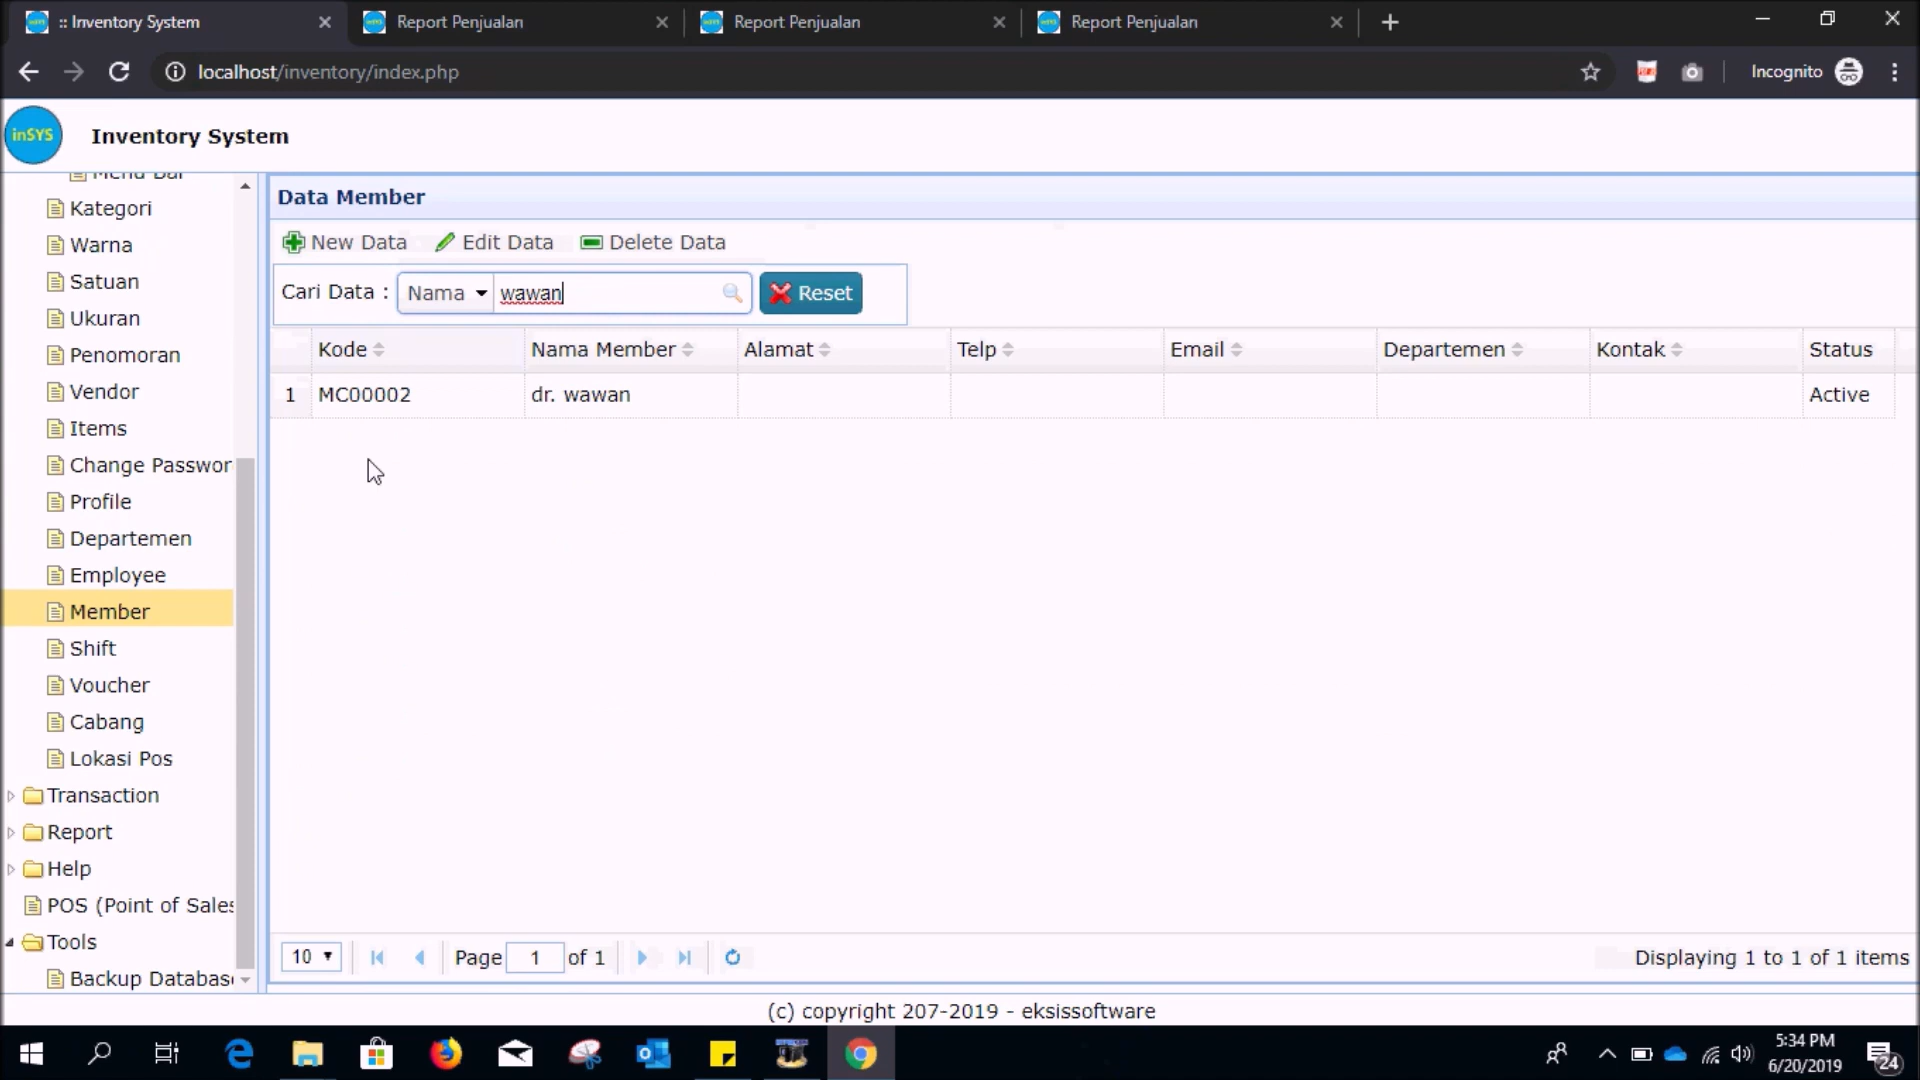 :: Inventory System
Report Penjualan
Report Penjualan
Report Penjualan
localhost/inventory/index.php
Incognito
inSYS
Inventory System
Menu Bar
Kategori
Warna
Satuan
Ukuran
Penomoran
Vendor
Items
Change Passwor
Profile
Departemen
Employee
Member
Shift
Voucher
Cabang
Lokasi Pos
Transaction
Report
Help
POS (Point of Sales
Tools
Backup Databas
Data Member
New Data Edit Data Delete Data
Cari Data : Nama wawan Reset
Kode Nama Member Alamat Telp Email Departemen Kontak Status
1 MC00002 dr. wawan Active
10 Page 1 of 1 Displaying 1 to 1 of 1 items
(c) copyright 207-2019 - eksissoftware
5:34 PM
6/20/2019
24